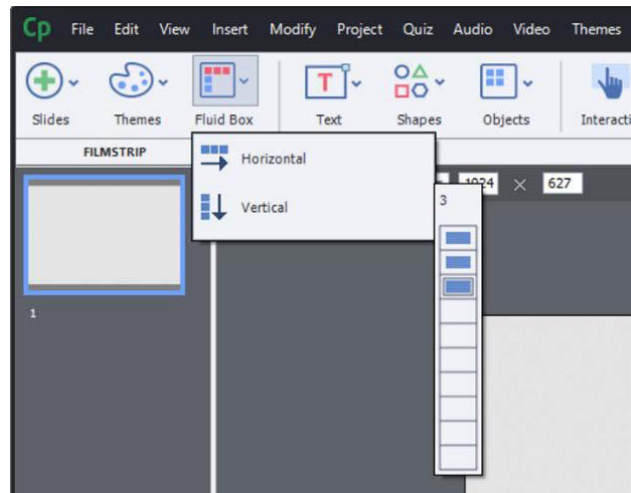 Cp File Edit View Insert Modify Project Quiz Audio Video Themes
Slides Themes Fluid Box Text Shapes Objects Interacti
FILMSTRIP
Horizontal
Vertical
1024 × 627
3
1